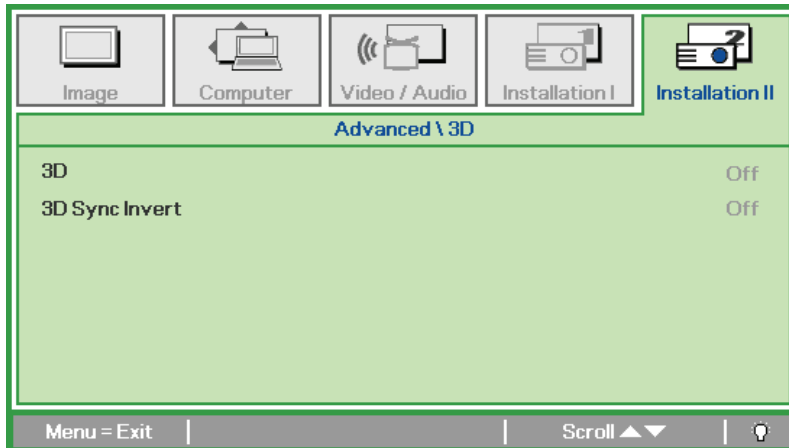 Image Computer Video / Audio Installation I Installation II
Advanced \ 3D
3D Off
3D Sync Invert Off
Menu = Exit Scroll